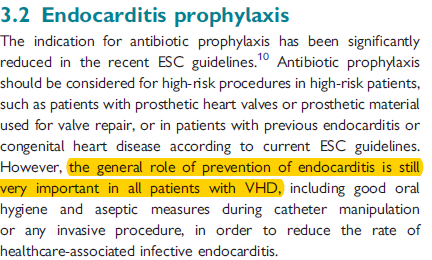 3.2 Endocarditis prophylaxis
The indication for antibiotic prophylaxis has been significantly
reduced in the recent ESC guidelines.10 Antibiotic prophylaxis
should be considered for high-risk procedures in high-risk patients,
such as patients with prosthetic heart valves or prosthetic material
used for valve repair, or in patients with previous endocarditis or
congenital heart disease according to current ESC guidelines.
However, the general role of prevention of endocarditis is still
very important in all patients with VHD, including good oral
hygiene and aseptic measures during catheter manipulation
or any invasive procedure, in order to reduce the rate of
healthcare-associated infective endocarditis.